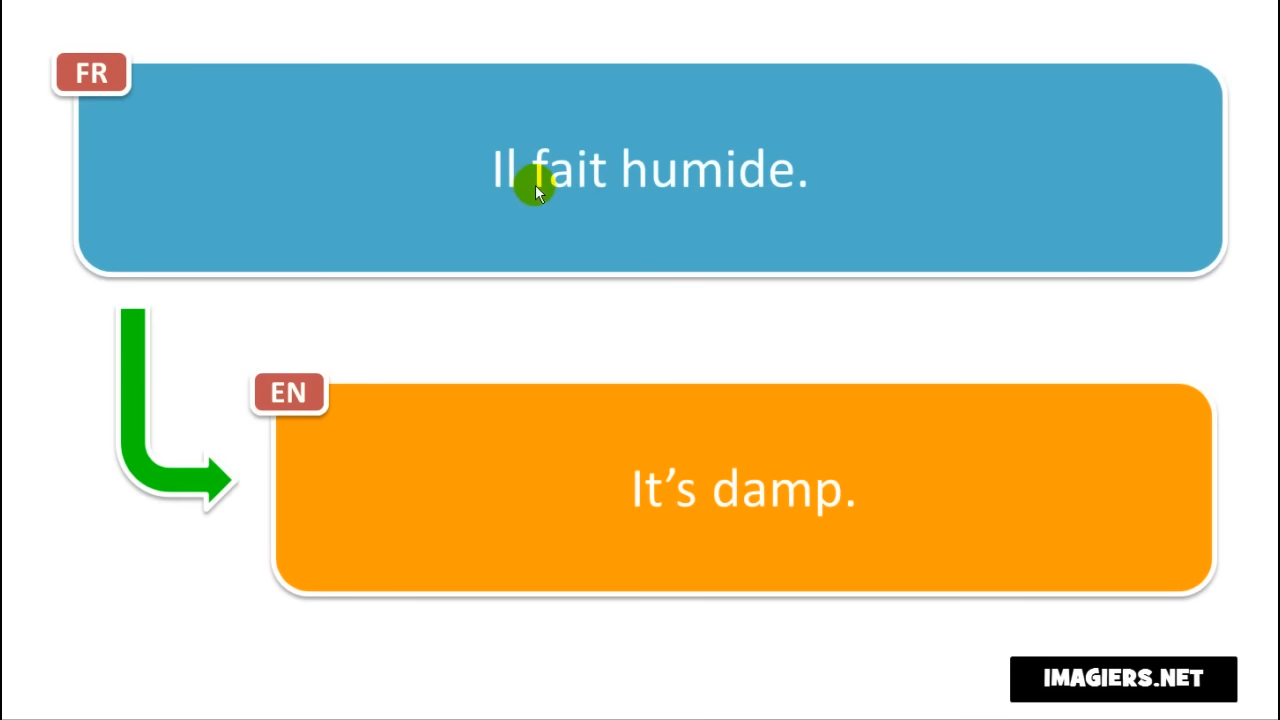 FR
Il fait humide.
EN
It’s damp.
IMAGIERS.NET